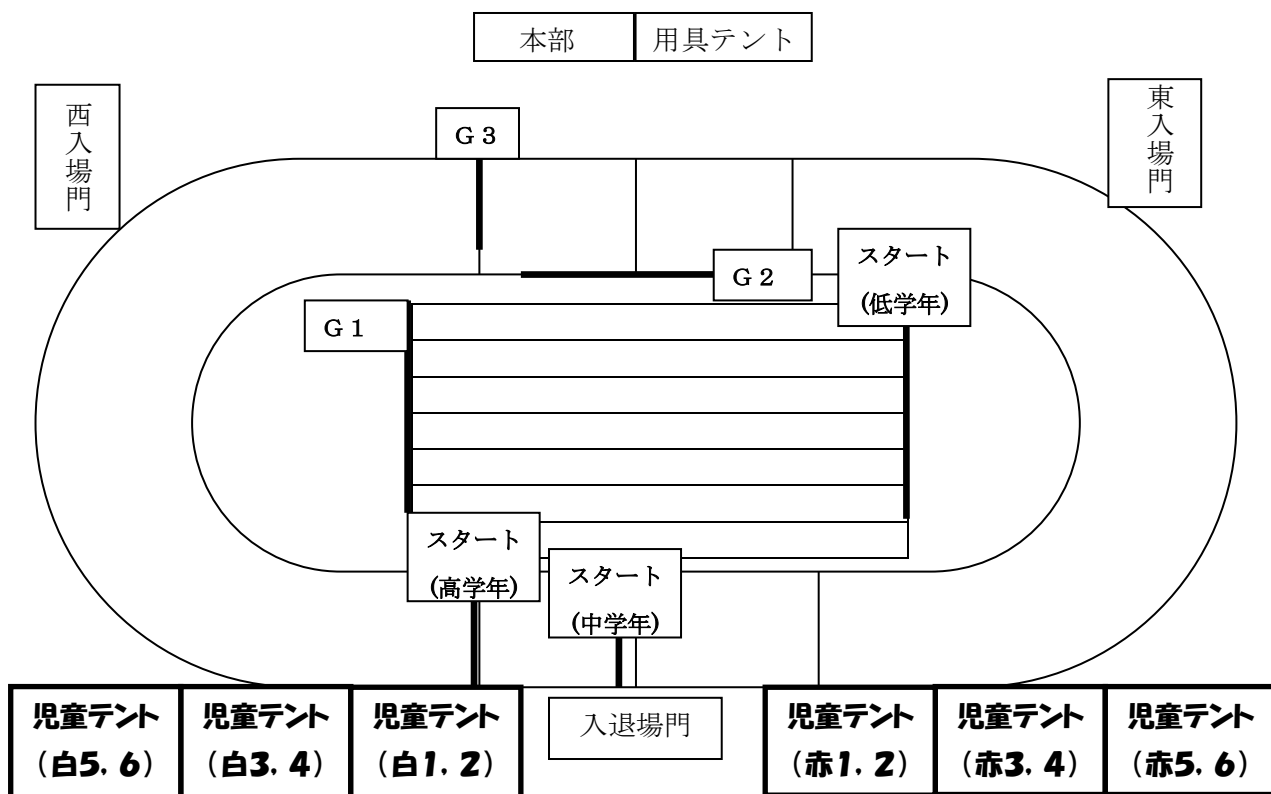 本部
用具テント
西入場門
東入場門
G3
スタート
(低学年)
G2
G1
スタート
(高学年)
スタート
(中学年)
児童テント
(白5,6)
児童テント
(白3,4)
児童テント
(白1,2)
入退場門
児童テント
(赤1,2)
児童テント
(赤3,4)
児童テント
(赤5,6)